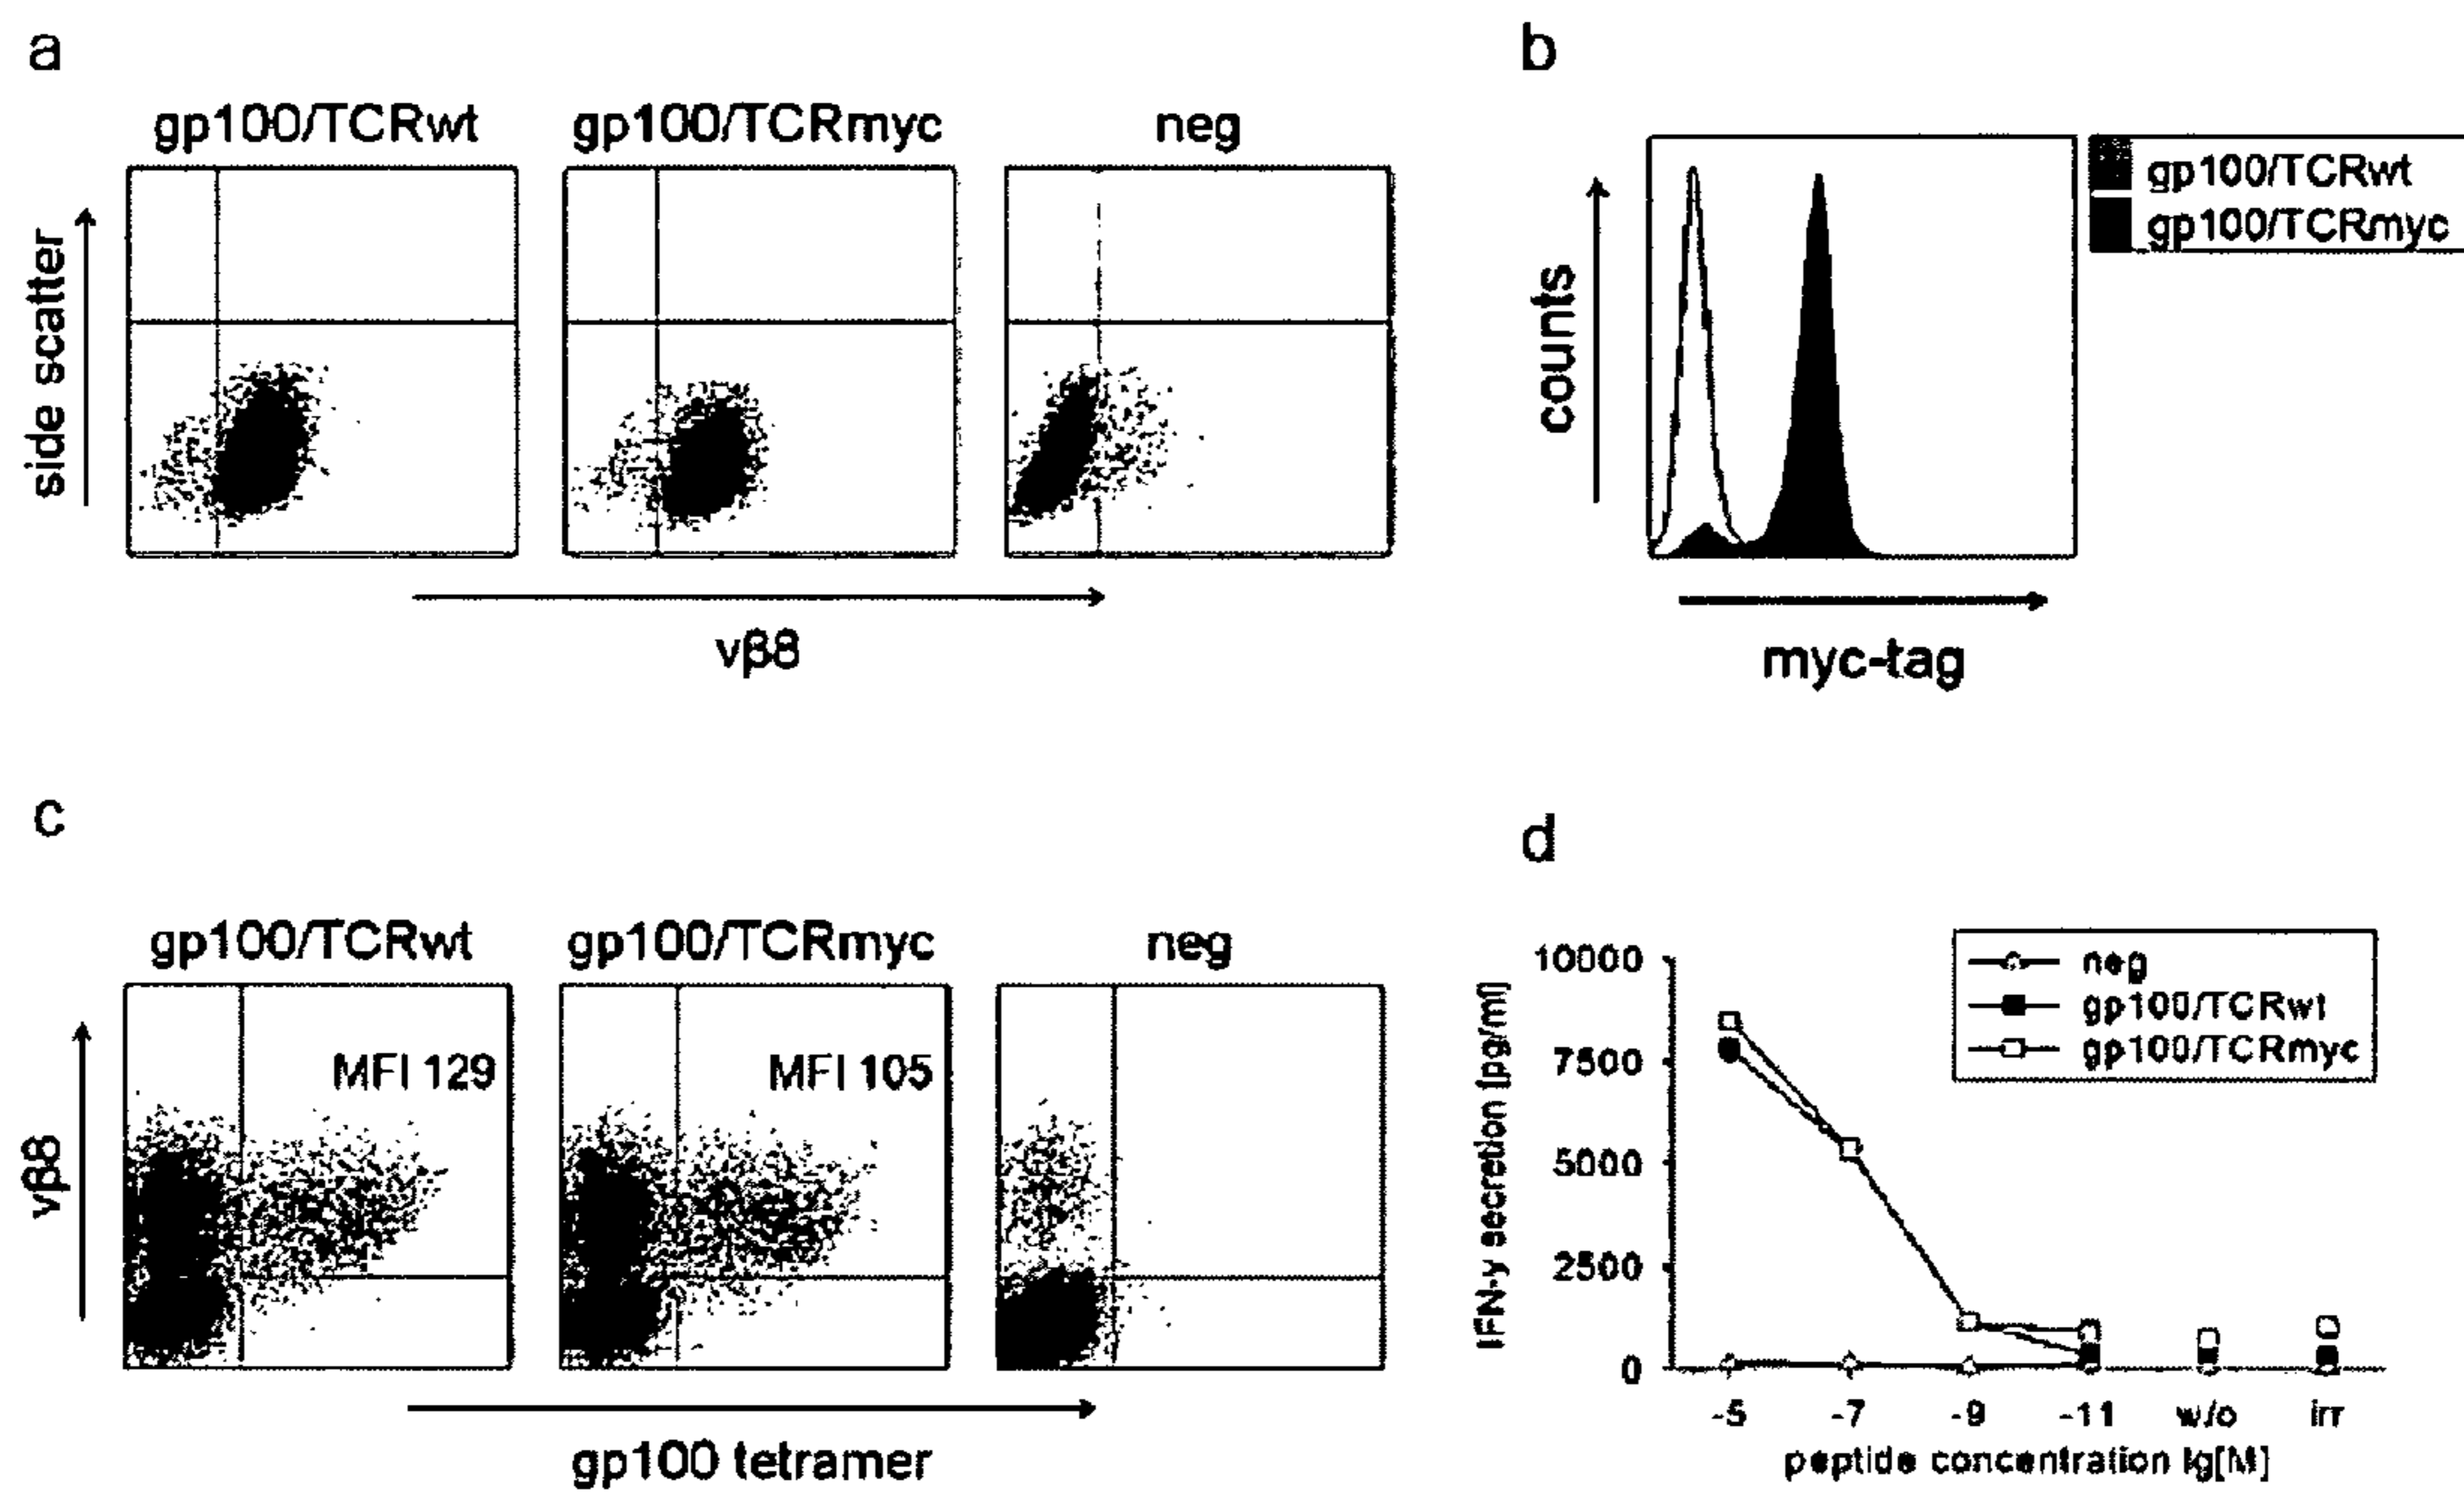 a
gp100/TCRwt gp100/TCRmyc neg
side scatter
vβ8
b
gp100/TCRwt
gp100/TCRmyc
counts
myc-tag
c
gp100/TCRwt gp100/TCRmyc neg
MFI 129 MFI 105
vβ8
gp100 tetramer
d
neg
gp100/TCRwt
gp100/TCRmyc
IFN-γ secretion [pg/ml]
10000
7500
5000
2500
0
-5 -7 -9 -11 w/o irr
peptide concentration lg[M]